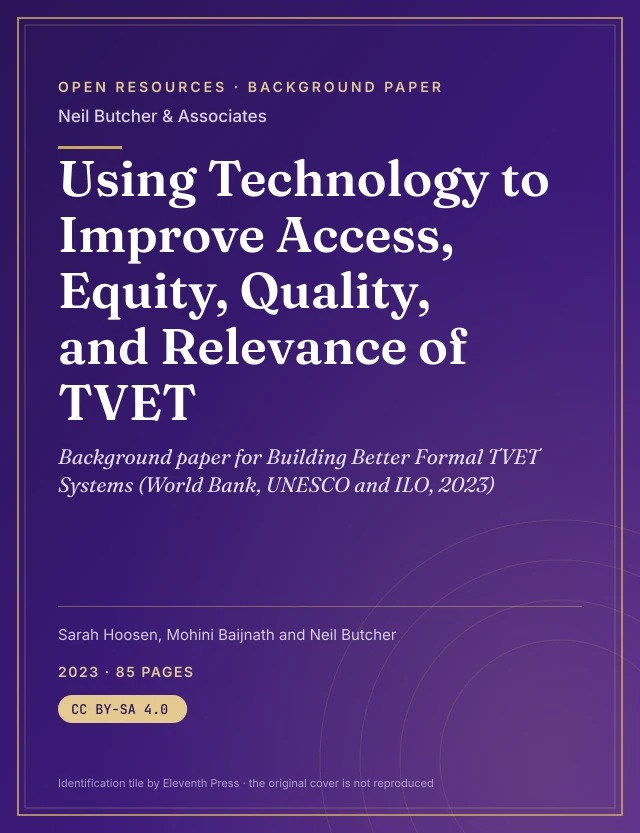 OPEN RESOURCES · BACKGROUND PAPER
Neil Butcher & Associates
Using Technology to
Improve Access,
Equity, Quality,
and Relevance of
TVET
Background paper for Building Better Formal TVET
Systems (World Bank, UNESCO and ILO, 2023)
Sarah Hoosen, Mohini Baijnath and Neil Butcher
2023 · 85 PAGES
CC BY-SA 4.0
Identification tile by Eleventh Press · the original cover is not reproduced